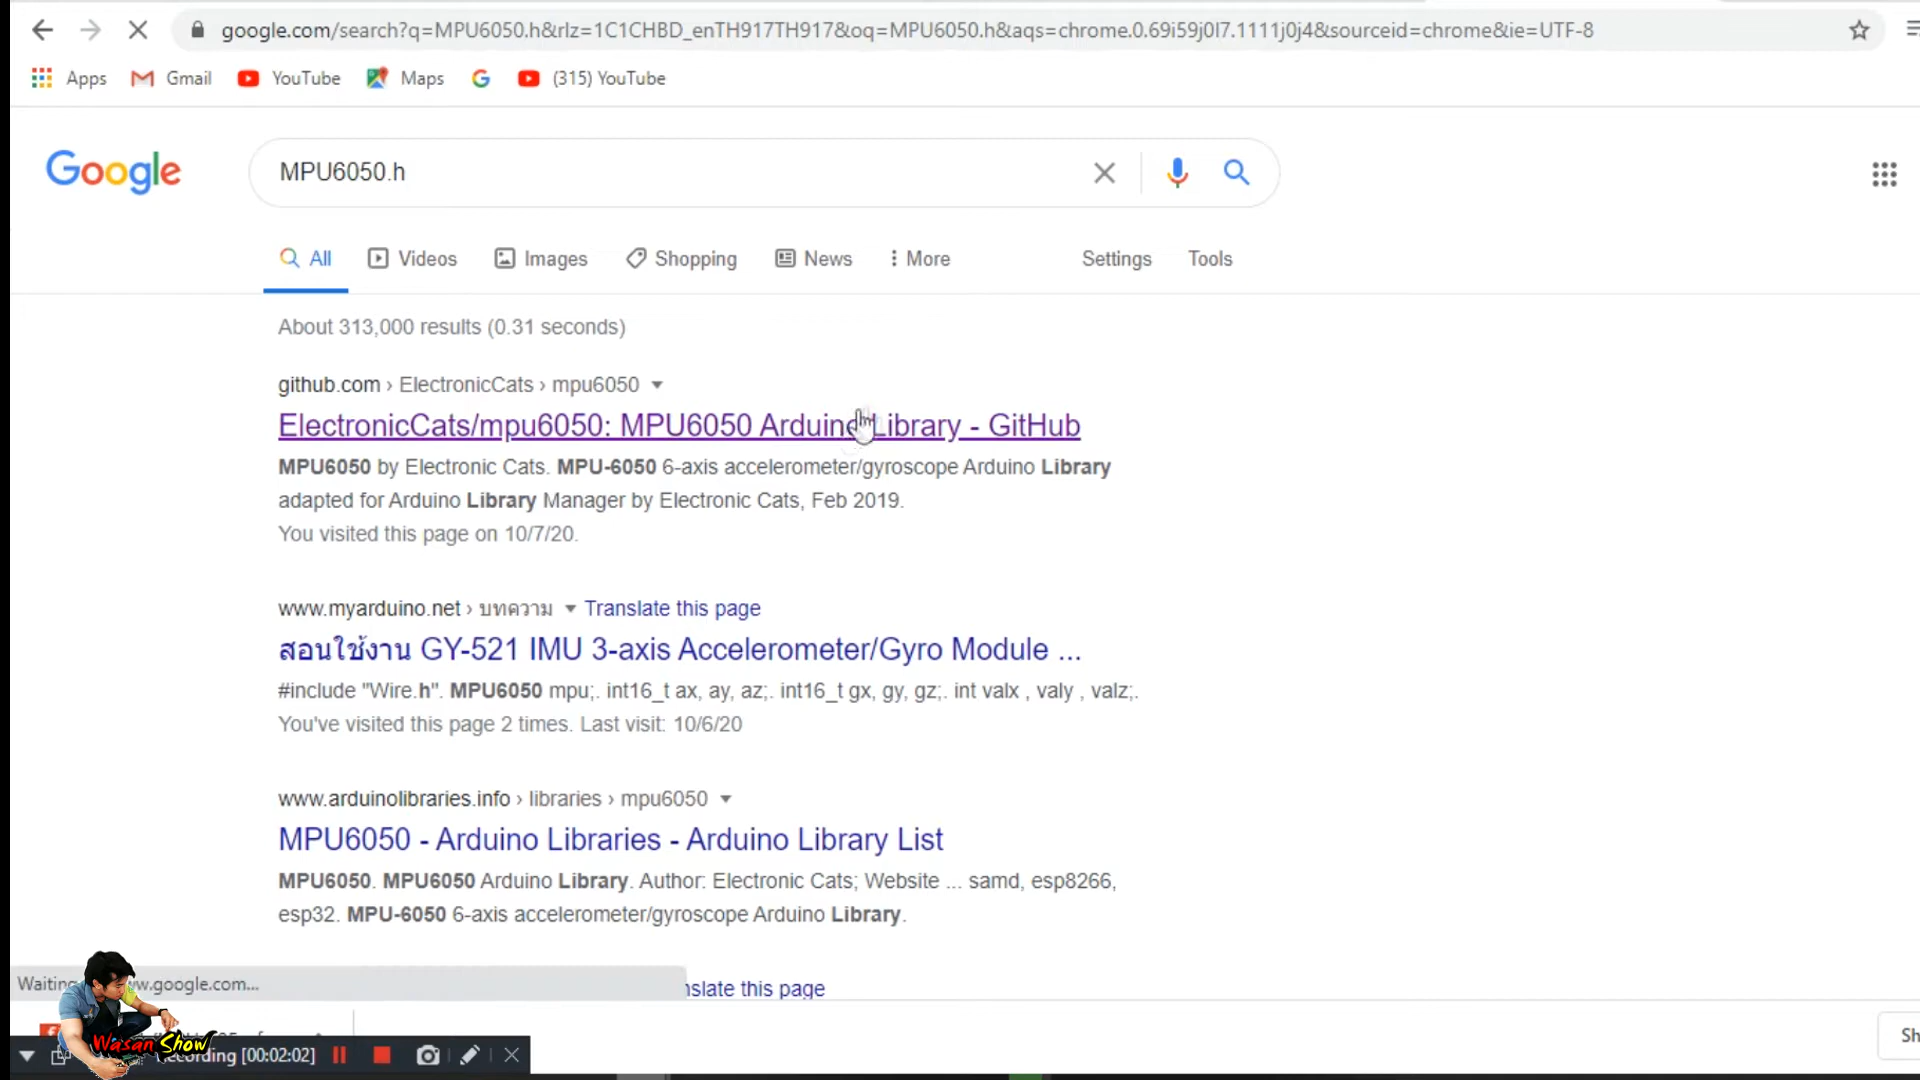 google.com/search?q=MPU6050.h&rlz=1C1CHBD_enTH917TH917&oq=MPU6050.h&aqs=chrome.0.69i59j0l7.1111j0j4&sourceid=chrome&ie=UTF-8
Apps Gmail YouTube Maps (315) YouTube
Google MPU6050.h
All Videos Images Shopping News More Settings Tools
About 313,000 results (0.31 seconds)
github.com › ElectronicCats › mpu6050
ElectronicCats/mpu6050: MPU6050 Arduino Library - GitHub
MPU6050 by Electronic Cats. MPU-6050 6-axis accelerometer/gyroscope Arduino Library
adapted for Arduino Library Manager by Electronic Cats, Feb 2019.
You visited this page on 10/7/20.
www.myarduino.net › บทความ Translate this page
สอนใช้งาน GY-521 IMU 3-axis Accelerometer/Gyro Module ...
#include "Wire.h". MPU6050 mpu;. int16_t ax, ay, az;. int16_t gx, gy, gz;. int valx , valy , valz;.
You've visited this page 2 times. Last visit: 10/6/20
www.arduinolibraries.info › libraries › mpu6050
MPU6050 - Arduino Libraries - Arduino Library List
MPU6050. MPU6050 Arduino Library. Author: Electronic Cats; Website ... samd, esp8266,
esp32. MPU-6050 6-axis accelerometer/gyroscope Arduino Library.
Waiting w.google.com...
nslate this page
Sh
Wasan Show
ecording [00:02:02]